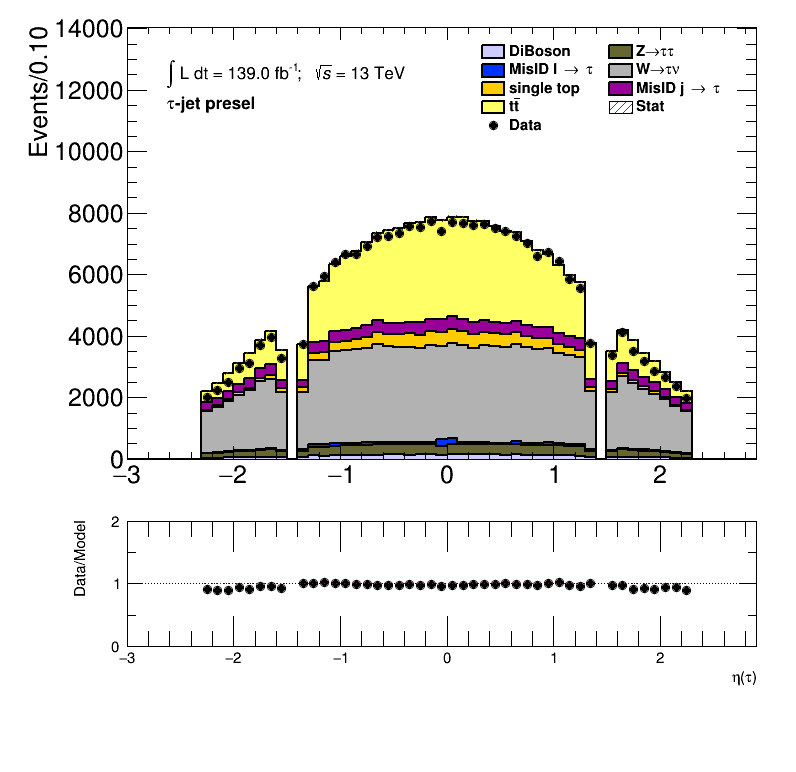 14000
12000
10000
8000
6000
4000
2000
0
Events/0.10
∫ L dt = 139.0 fb⁻¹; √s = 13 TeV
τ-jet presel
DiBoson
MisID l → τ
single top
tt̄
Data
Z→ττ
W→τν
MisID j → τ
Stat
−3 −2 −1 0 1 2
2
1
0
Data/Model
−3 −2 −1 0 1 2
η(τ)